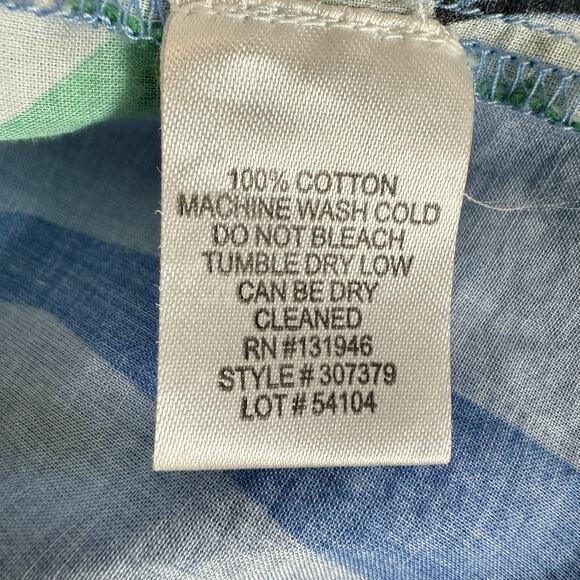 100% COTTON
MACHINE WASH COLD
DO NOT BLEACH
TUMBLE DRY LOW
CAN BE DRY
CLEANED
RN #131946
STYLE # 307379
LOT # 54104